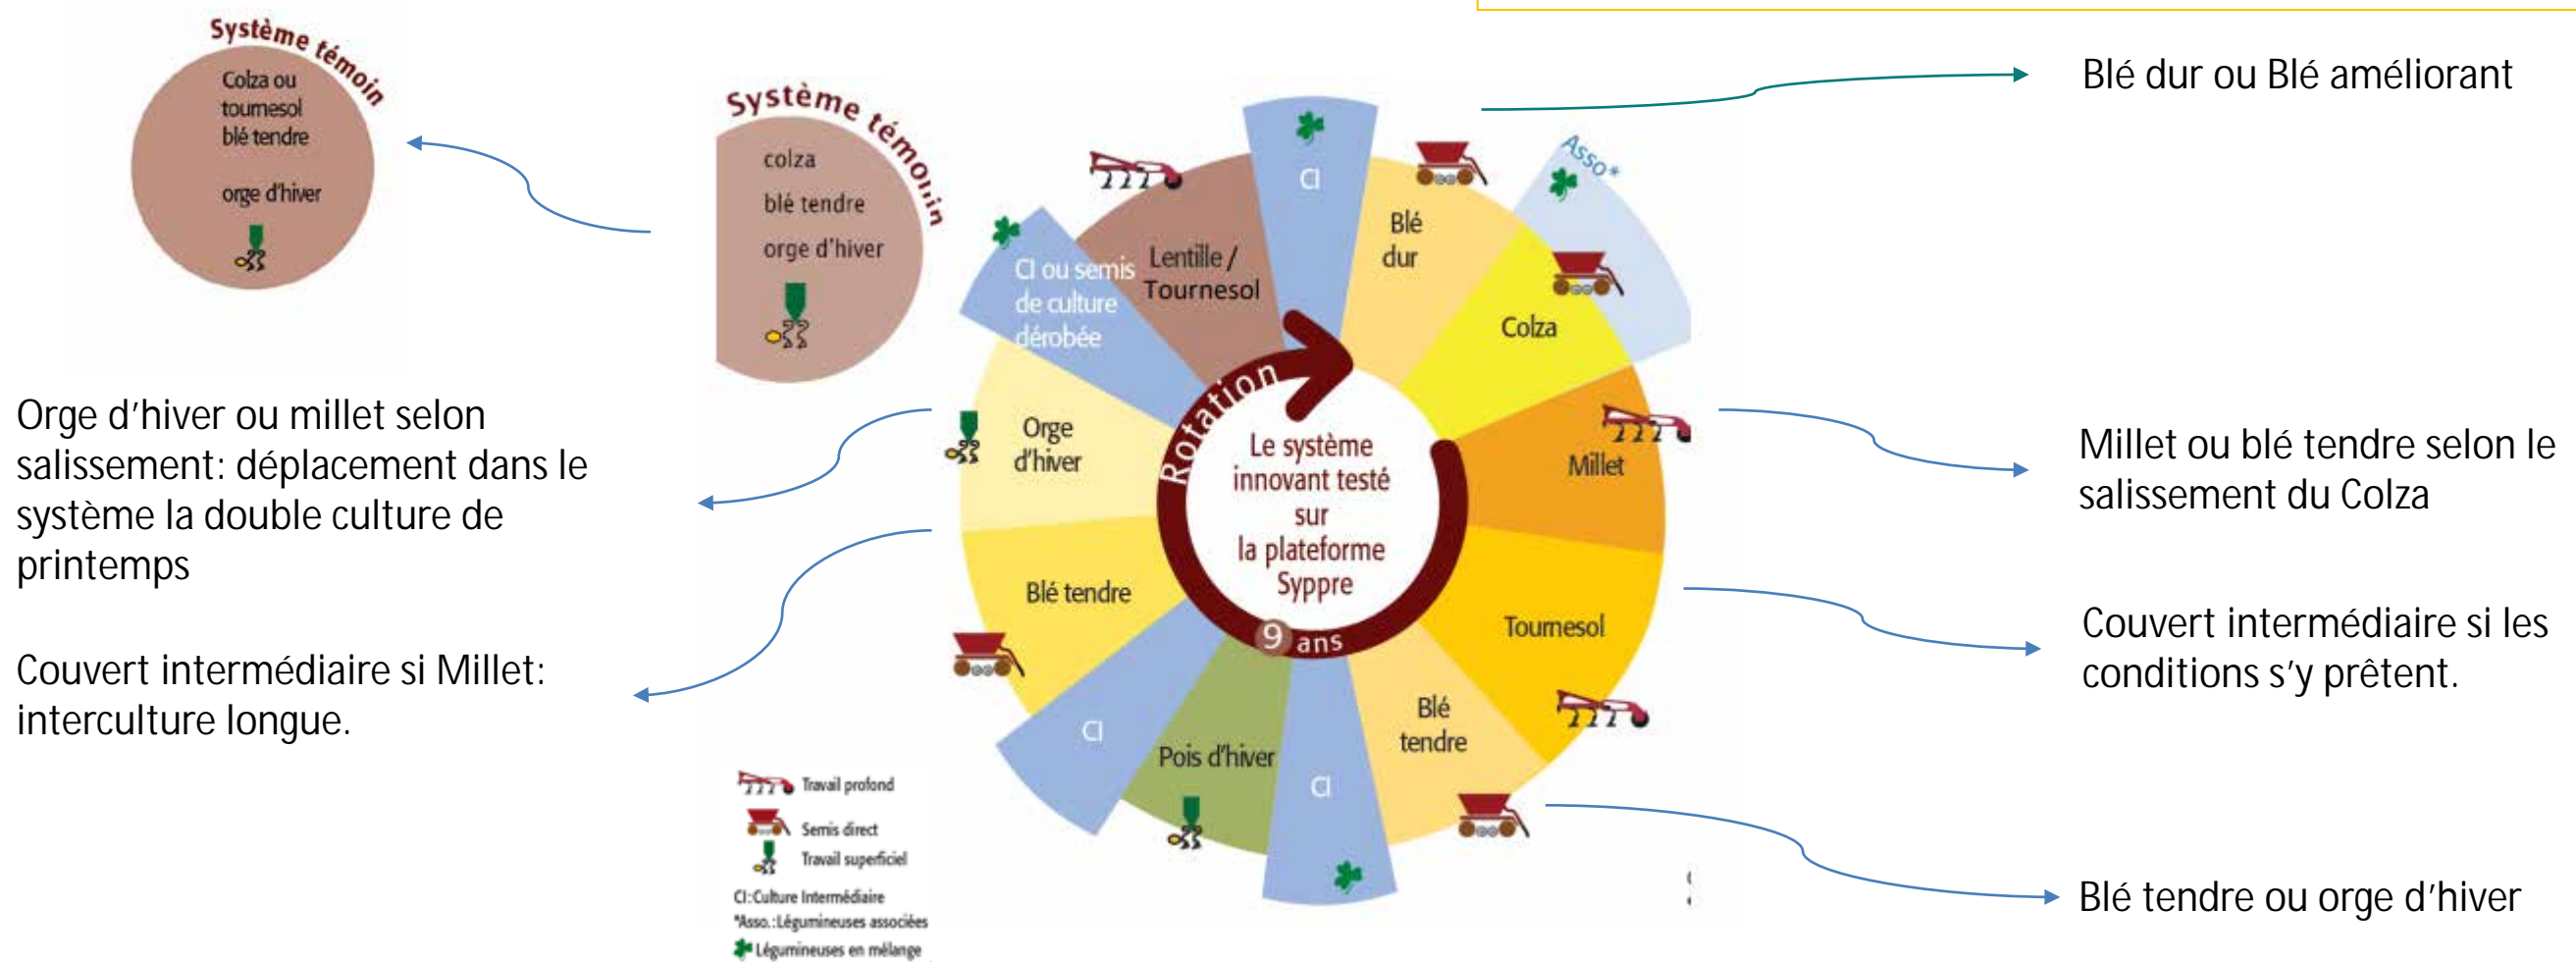 Système témoin
Colza ou
tournesol
blé tendre
orge d'hiver
Système témoin
colza
blé tendre
orge d'hiver
CI
Blé
dur
Asso*
Colza
Millet
Tournesol
Blé
tendre
CI
Pois d'hiver
CI
Blé tendre
Orge
d'hiver
CI ou semis
de culture
dérobée
Lentille /
Tournesol
Rotation
9 ans
Le système
innovant testé
sur
la plateforme
Syppre
Travail profond
Semis direct
Travail superficiel
CI : Culture Intermédiaire
*Asso. : Légumineuses associées
Légumineuses en mélange
Orge d’hiver ou millet selon
salissement: déplacement dans le
système la double culture de
printemps
Couvert intermédiaire si Millet:
interculture longue.
Blé dur ou Blé améliorant
Millet ou blé tendre selon le
salissement du Colza
Couvert intermédiaire si les
conditions s’y prêtent.
Blé tendre ou orge d’hiver